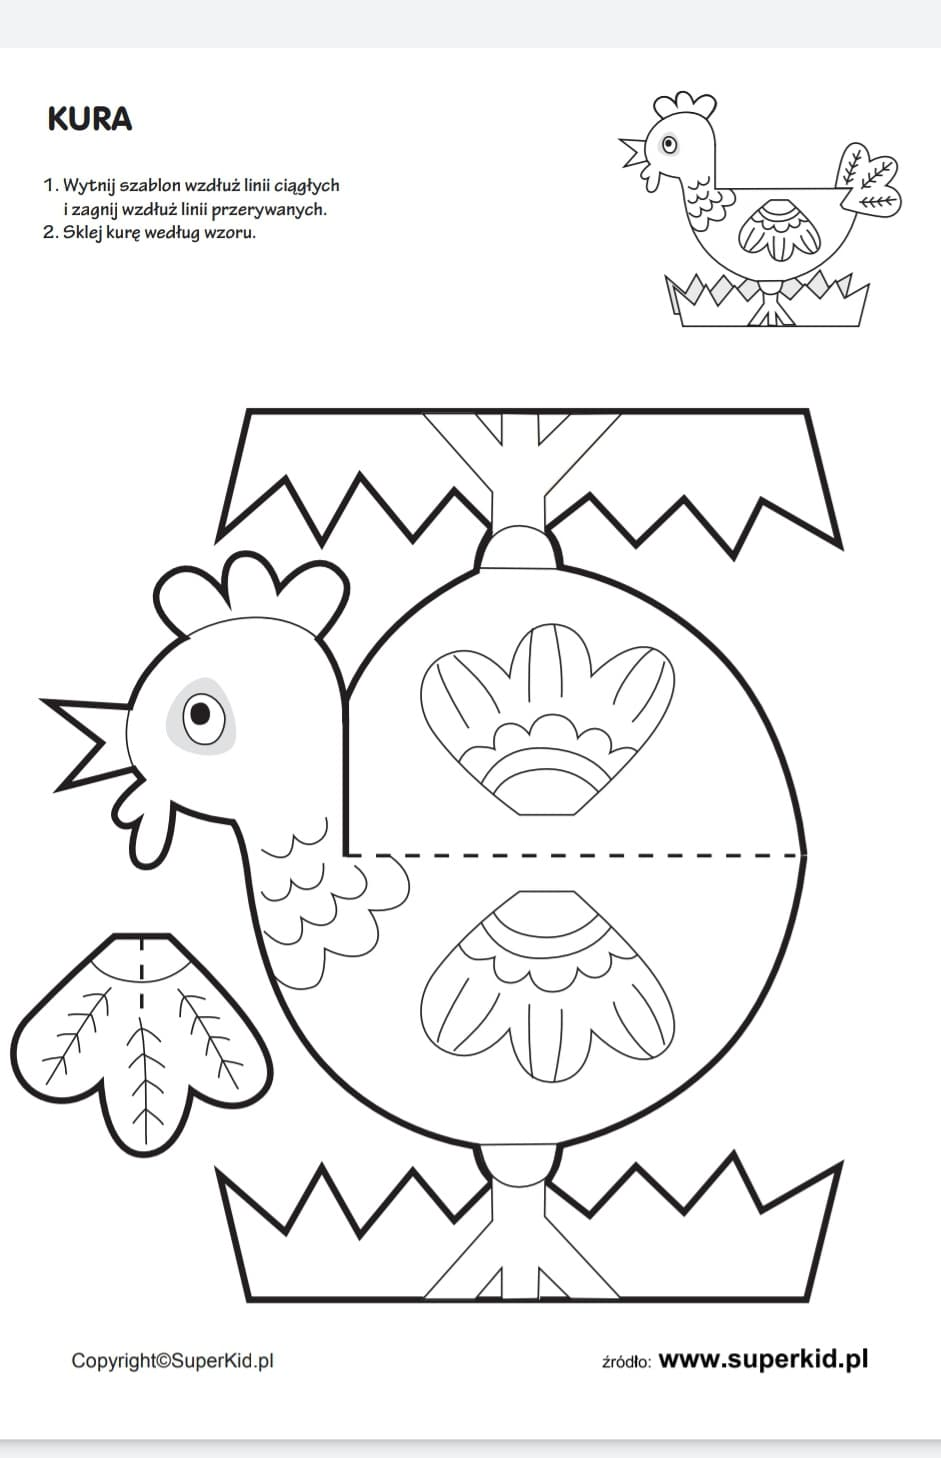 KURA
1. Wytnij szablon wzdłuż linii ciągłych
i zagnij wzdłuż linii przerywanych.
2. Sklej kurę według wzoru.
Copyright©SuperKid.pl
źródło: www.superkid.pl